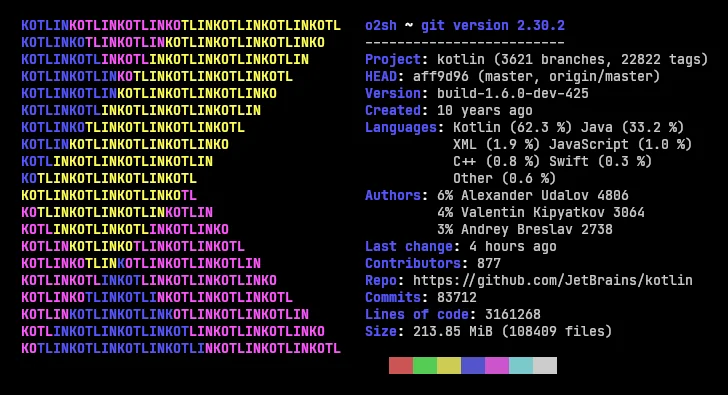 KOTLINKOTLINKOTLINKOTLINKOTLINKOTLINKOTL
KOTLINKOTLINKOTLINKOTLINKOTLINKOTLINKO
KOTLINKOTLINKOTLINKOTLINKOTLINKOTLIN
KOTLINKOTLINKOTLINKOTLINKOTLINKOTL
KOTLINKOTLINKOTLINKOTLINKOTLINKO
KOTLINKOTLINKOTLINKOTLINKOTLIN
KOTLINKOTLINKOTLINKOTLINKOTL
KOTLINKOTLINKOTLINKOTLINKO
KOTLINKOTLINKOTLINKOTLIN
KOTLINKOTLINKOTLINKOTL
KOTLINKOTLINKOTLINKOTL
KOTLINKOTLINKOTLINKOTLIN
KOTLINKOTLINKOTLINKOTLINKO
KOTLINKOTLINKOTLINKOTLINKOTL
KOTLINKOTLINKOTLINKOTLINKOTLIN
KOTLINKOTLINKOTLINKOTLINKOTLINKO
KOTLINKOTLINKOTLINKOTLINKOTLINKOTL
KOTLINKOTLINKOTLINKOTLINKOTLINKOTLIN
KOTLINKOTLINKOTLINKOTLINKOTLINKOTLINKO
KOTLINKOTLINKOTLINKOTLINKOTLINKOTLINKOTL
o2sh ~ git version 2.30.2
-------------------------
Project: kotlin (3621 branches, 22822 tags)
HEAD: aff9d96 (master, origin/master)
Version: build-1.6.0-dev-425
Created: 10 years ago
Languages: Kotlin (62.3 %) Java (33.2 %)
XML (1.9 %) JavaScript (1.0 %)
C++ (0.8 %) Swift (0.3 %)
Other (0.6 %)
Authors: 6% Alexander Udalov 4806
4% Valentin Kipyatkov 3064
3% Andrey Breslav 2738
Last change: 4 hours ago
Contributors: 877
Repo: https://github.com/JetBrains/kotlin
Commits: 83712
Lines of code: 3161268
Size: 213.85 MiB (108409 files)